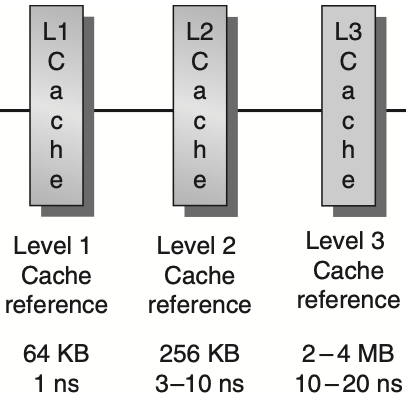 L1
C
a
c
h
e
L2
C
a
c
h
e
L3
C
a
c
h
e
Level 1
Cache
reference
64 KB
1 ns
Level 2
Cache
reference
256 KB
3–10 ns
Level 3
Cache
reference
2–4 MB
10–20 ns